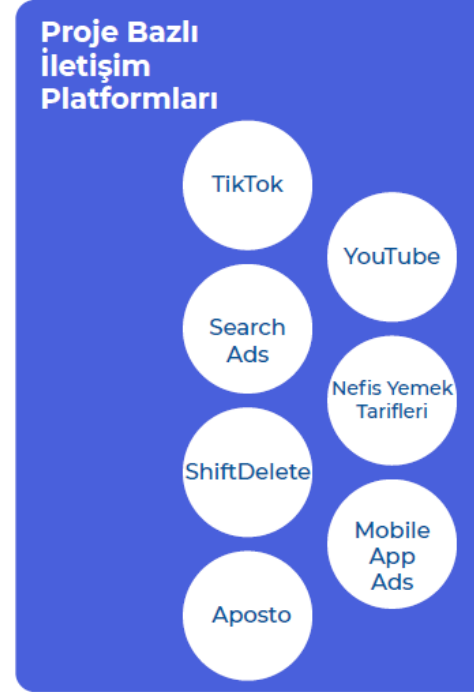 Proje Bazlı
İletişim
Platformları
TikTok
YouTube
Search
Ads
Nefis Yemek
Tarifleri
ShiftDelete
Mobile
App
Ads
Aposto